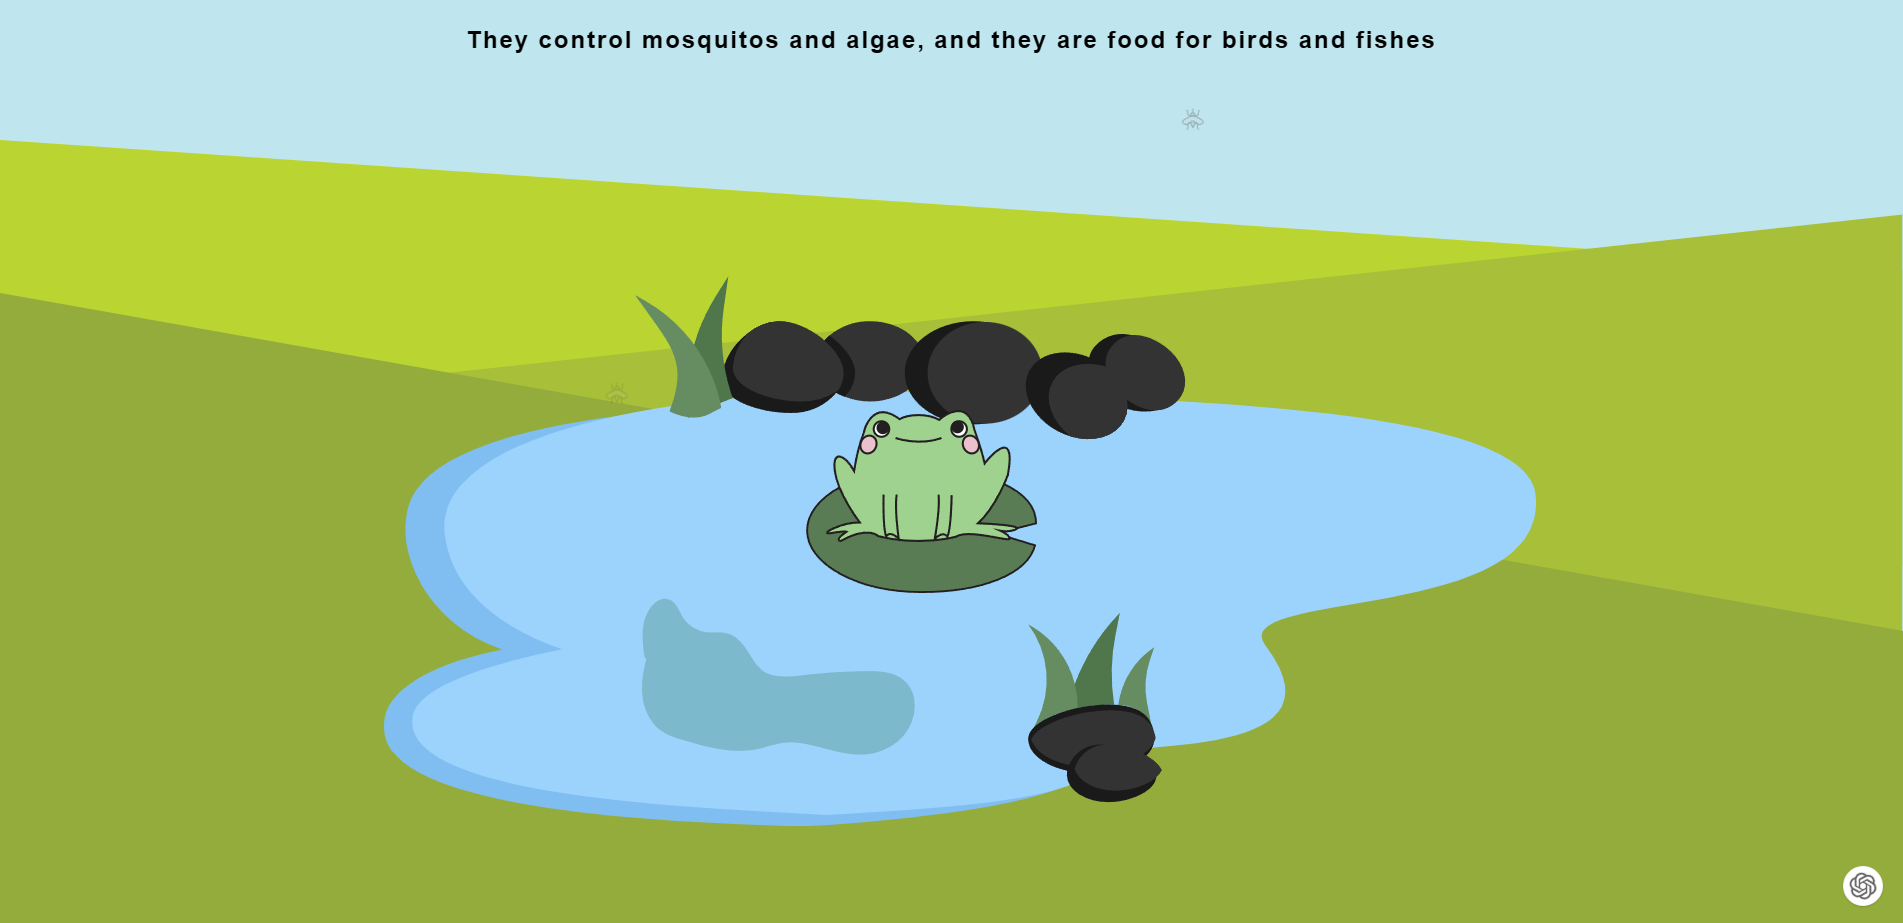 They control mosquitos and algae, and they are food for birds and fishes